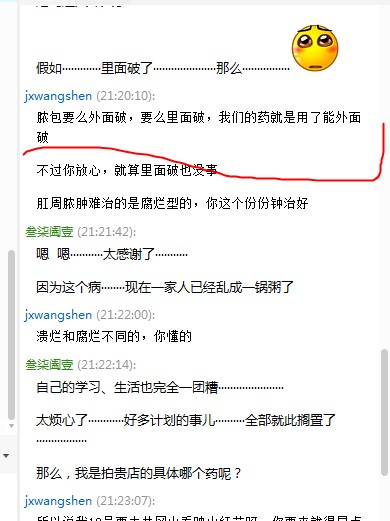 假如············里面破了····················那么···············
jxwangshen (21:20:10):
脓包要么外面破，要么里面破，我们的药就是用了能外面
破
不过你放心，就算里面破也没事
肛周脓肿难治的是腐烂型的，你这个份份钟治好
叁柒阖壹 (21:21:42):
嗯  嗯··········太感谢了··········
因为这个病·······现在一家人已经乱成一锅粥了
jxwangshen (21:22:00):
溃烂和腐烂不同的，你懂的
叁柒阖壹 (21:22:14):
自己的学习、生活也完全一团糟·····················
太烦心了···········好多计划的事儿·········全部就此搁置了
················
那么，我是拍贵店的具体哪个药呢？
jxwangshen (21:23:07):